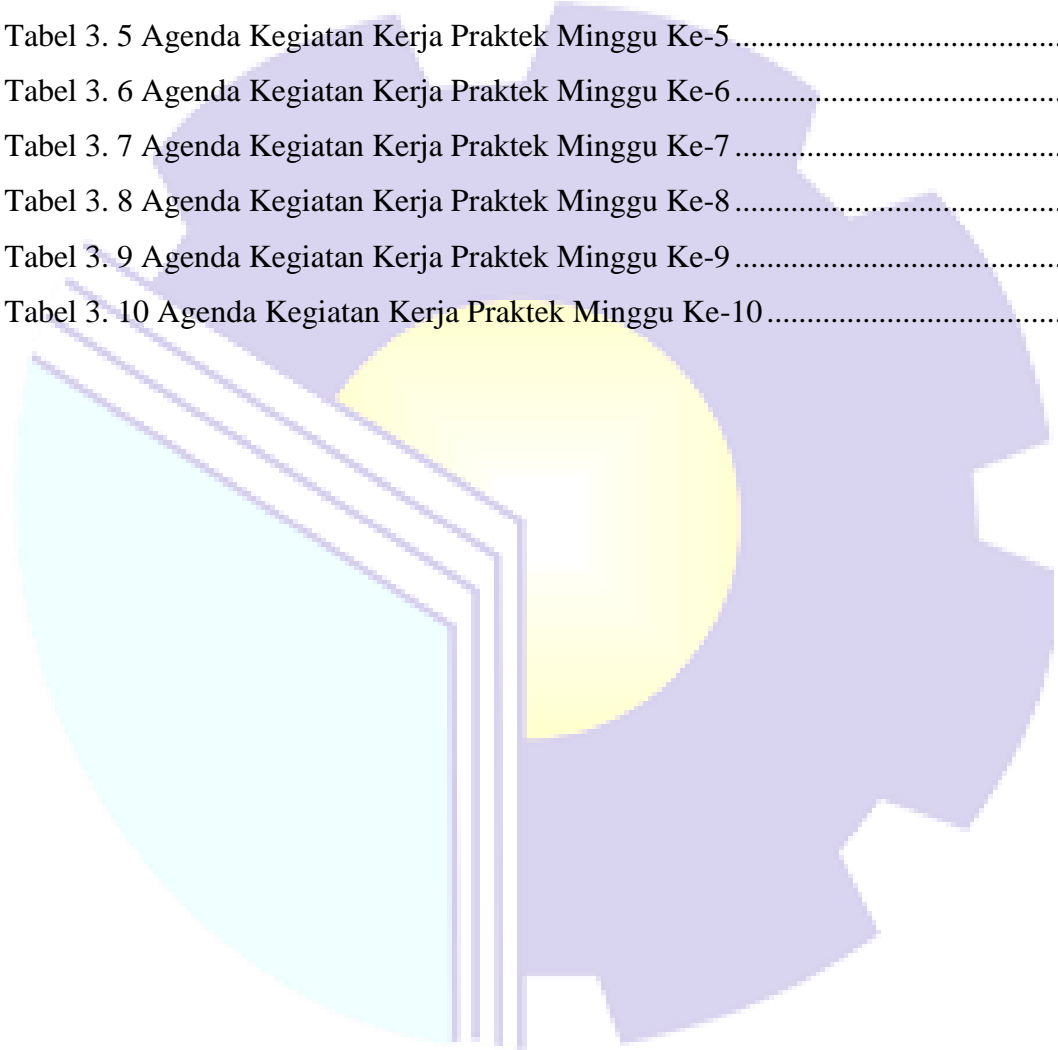 Tabel 3. 5 Agenda Kegiatan Kerja Praktek Minggu Ke-5 ........................................
Tabel 3. 6 Agenda Kegiatan Kerja Praktek Minggu Ke-6 ........................................
Tabel 3. 7 Agenda Kegiatan Kerja Praktek Minggu Ke-7 ........................................
Tabel 3. 8 Agenda Kegiatan Kerja Praktek Minggu Ke-8 ........................................
Tabel 3. 9 Agenda Kegiatan Kerja Praktek Minggu Ke-9 ........................................
Tabel 3. 10 Agenda Kegiatan Kerja Praktek Minggu Ke-10 ....................................